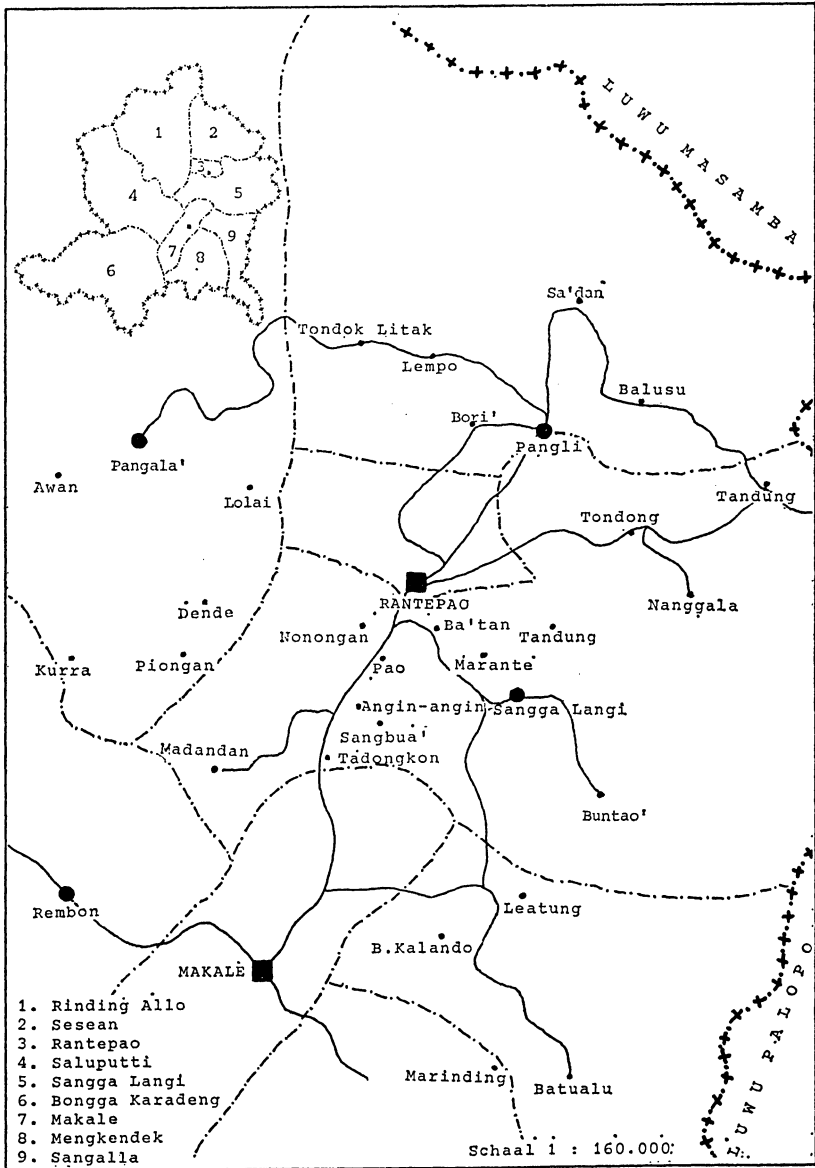 LUWU MASAMBA
1
2
3
4
5
6
7
8
9
Sa'dan
Tondok Litak
Lempo
Balusu
Bori'
Pangli
Pangala'
Awan
Lolai
Tandung
Tondong
RANTEPAO
Nanggala
Dende
Nonongan
Ba'tan
Tandung
Kurra
Piongan
Pao
Marante
Angin-angin
Sangga Langi
Sangbua'
Madandan
Tadongkon
Buntao'
Rembon
Leatung
B.Kalando
MAKALE
LUWU PALOPO
1. Rinding Allo
2. Sesean
3. Rantepao
4. Saluputti
5. Sangga Langi
6. Bongga Karadeng
7. Makale
8. Mengkendek
9. Sangalla
Marinding
Batualu
Schaal 1 : 160.000